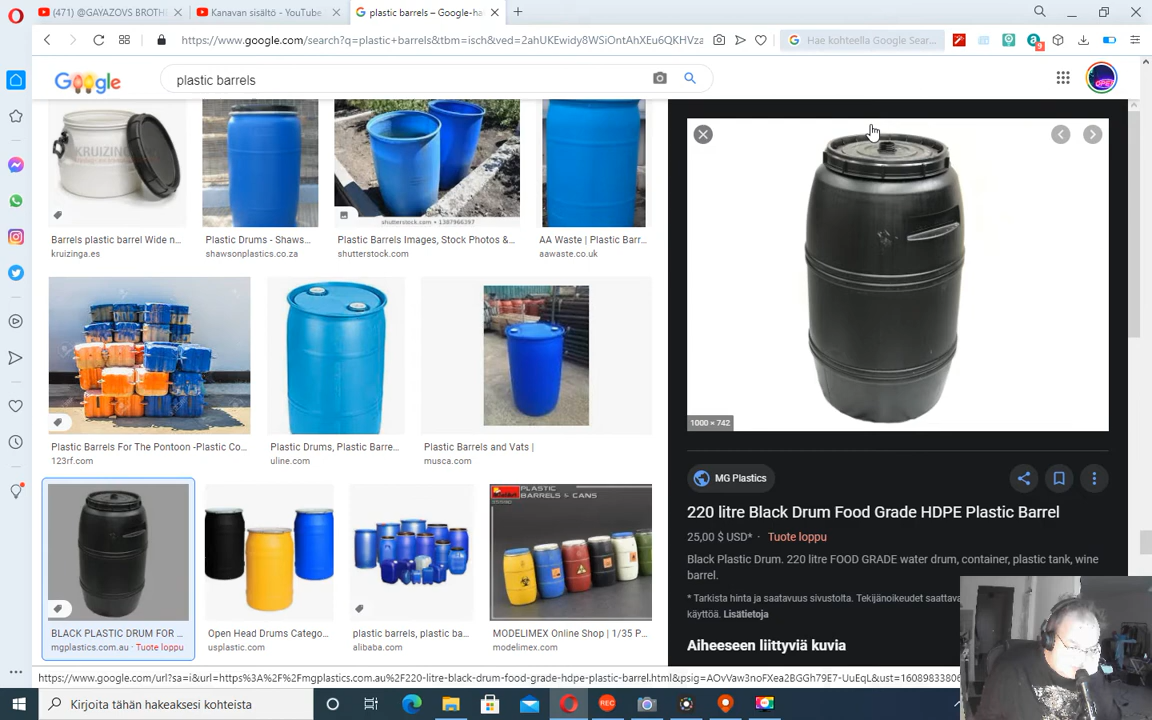 (471) @GAYAZOVS BROTH
Kanavan sisältö - YouTube
plastic barrels – Google-ha
https://www.google.com/search?q=plastic+barrels&tbm=isch&ved=2ahUKEwidy8WSiOntAhXEu6QKHVza
Hae kohteella Google Sear...
9
Google
plastic barrels
KRUIZINGA
shutterstock.com • 1387966397
Barrels plastic barrel Wide n...
Plastic Drums - Shaws...
Plastic Barrels Images, Stock Photos &...
AA Waste | Plastic Barr...
kruizinga.es
shawsonplastics.co.za
shutterstock.com
aawaste.co.uk
Plastic Barrels For The Pontoon -Plastic Co...
Plastic Drums, Plastic Barre...
Plastic Barrels and Vats |
123rf.com
uline.com
musca.com
PLASTIC
BARRELS & CANS
BLACK PLASTIC DRUM FOR ...
Open Head Drums Catego...
plastic barrels, plastic ba...
MODELIMEX Online Shop | 1/35 P...
mgplastics.com.au · Tuote loppu
usplastic.com
alibaba.com
modelimex.com
1000 × 742
MG Plastics
220 litre Black Drum Food Grade HDPE Plastic Barrel
25,00 $ USD* · Tuote loppu
Black Plastic Drum. 220 litre FOOD GRADE water drum, container, plastic tank, wine
barrel.
* Tarkista hinta ja saatavuus sivustolta. Tekijänoikeudet saattava
käyttöä. Lisätietoja
Aiheeseen liittyviä kuvia
https://www.google.com/url?sa=i&url=https%3A%2F%2Fmgplastics.com.au%2F220-litre-black-drum-food-grade-hdpe-plastic-barrel.html&psig=AOvVaw3noFXea2BGGh79E7-UuEqL&ust=16089833806
Kirjoita tähän hakeaksesi kohteista
REC